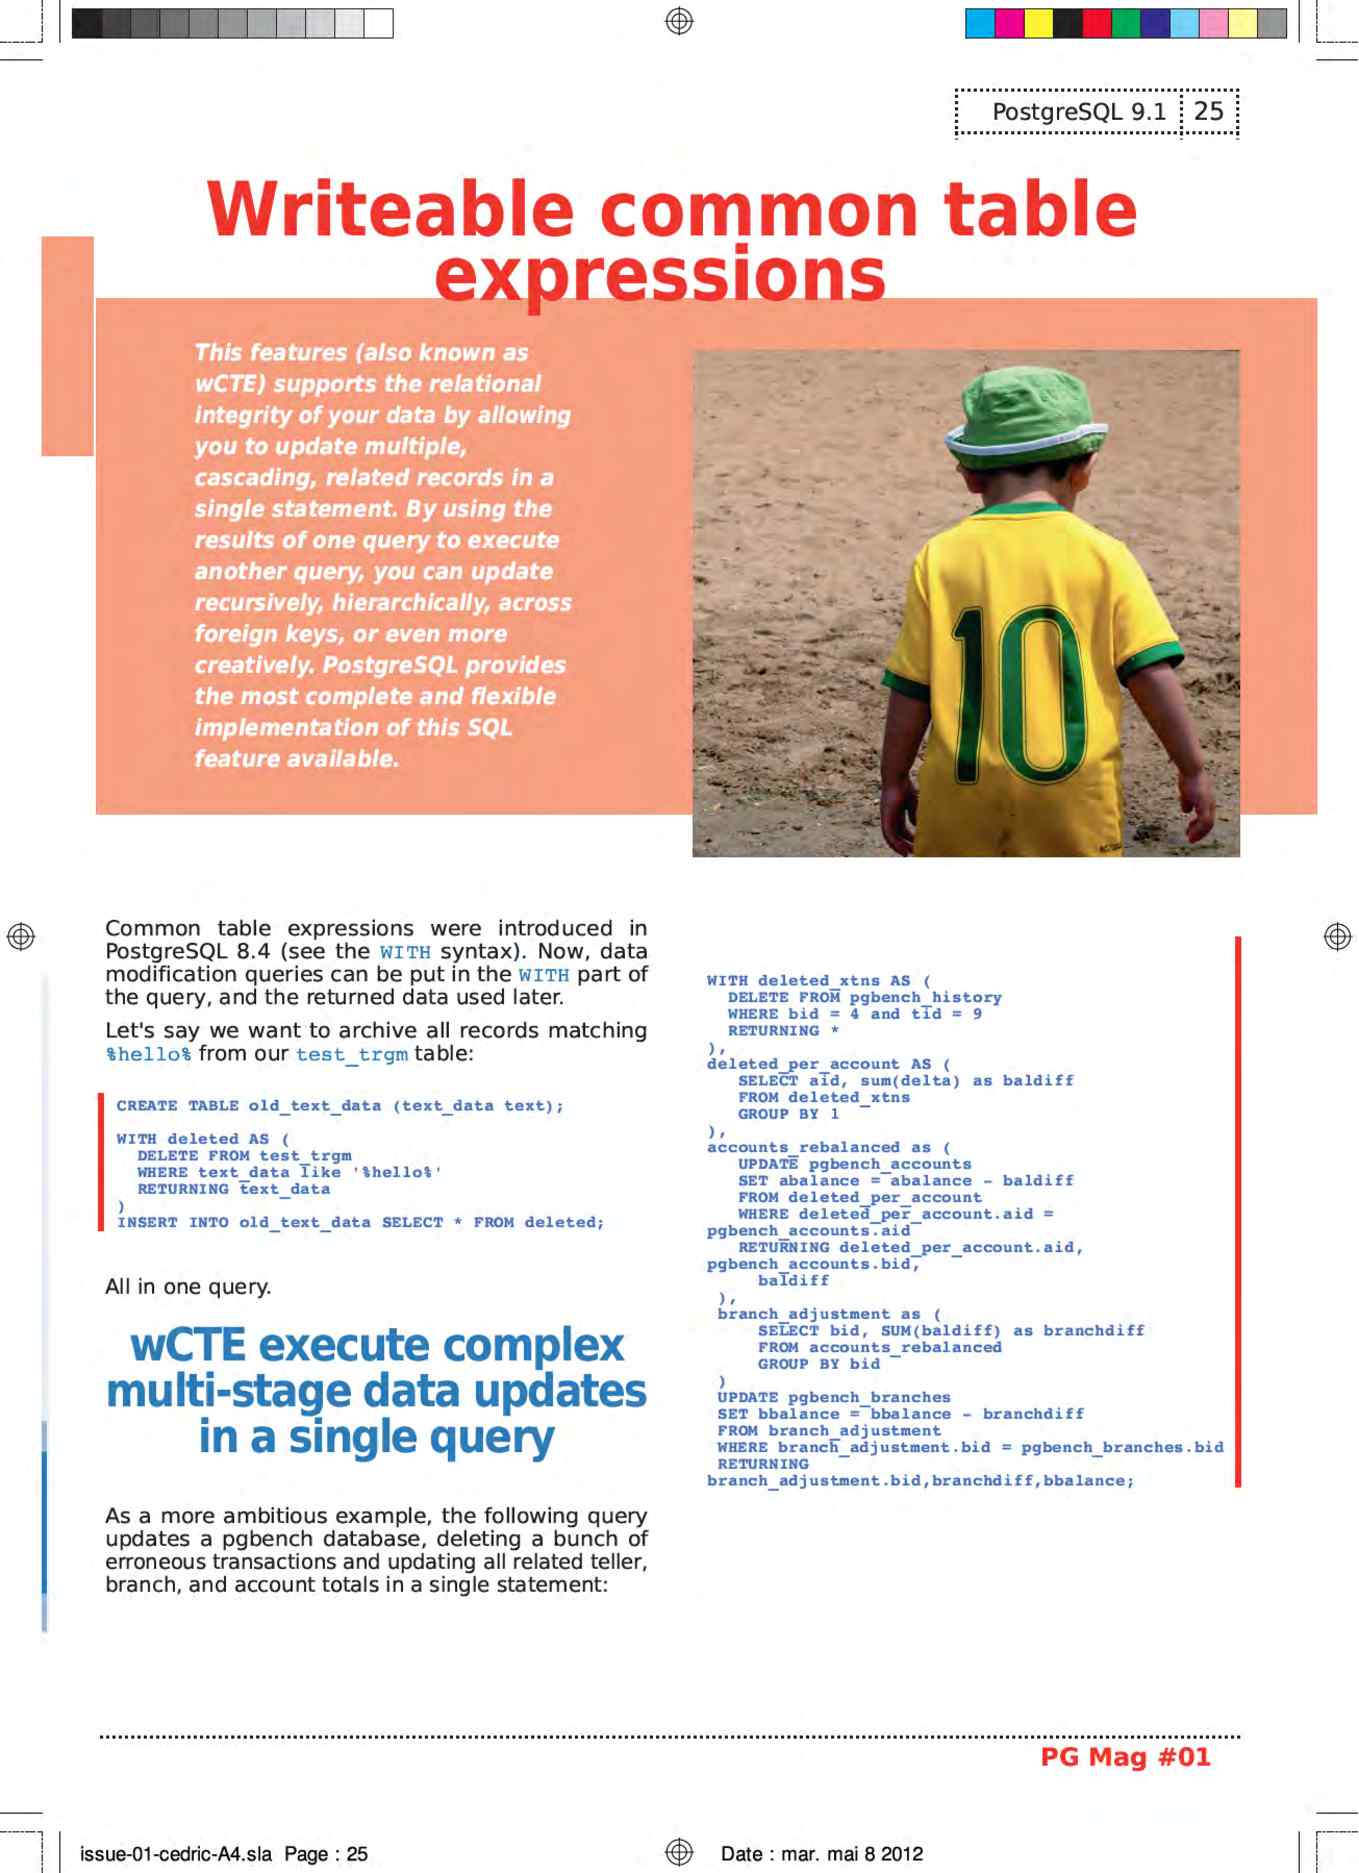 PostgreSQL 9.1 25
Writeable common table
expressions
This features (also known as
wCTE) supports the relational
integrity of your data by allowing
you to update multiple,
cascading, related records in a
single statement. By using the
results of one query to execute
another query, you can update
recursively, hierarchically, across
foreign keys, or even more
creatively. PostgreSQL provides
the most complete and flexible
implementation of this SQL
feature available.
10
Common table expressions were introduced in
PostgreSQL 8.4 (see the WITH syntax). Now, data
modification queries can be put in the WITH part of
the query, and the returned data used later.
Let's say we want to archive all records matching
%hello% from our test_trgm table:
CREATE TABLE old_text_data (text_data text);
WITH deleted AS (
DELETE FROM test_trgm
WHERE text_data like '%hello%'
RETURNING text_data
)
INSERT INTO old_text_data SELECT * FROM deleted;
All in one query.
wCTE execute complex
multi-stage data updates
in a single query
As a more ambitious example, the following query
updates a pgbench database, deleting a bunch of
erroneous transactions and updating all related teller,
branch, and account totals in a single statement:
WITH deleted_xtns AS (
DELETE FROM pgbench_history
WHERE bid = 4 and tid = 9
RETURNING *
),
deleted_per_account AS (
SELECT aid, sum(delta) as baldiff
FROM deleted_xtns
GROUP BY 1
),
accounts_rebalanced as (
UPDATE pgbench_accounts
SET abalance = abalance - baldiff
FROM deleted_per_account
WHERE deleted_per_account.aid =
pgbench_accounts.aid
RETURNING deleted_per_account.aid,
pgbench_accounts.bid,
baldiff
),
branch_adjustment as (
SELECT bid, SUM(baldiff) as branchdiff
FROM accounts_rebalanced
GROUP BY bid
)
UPDATE pgbench_branches
SET bbalance = bbalance - branchdiff
FROM branch_adjustment
WHERE branch_adjustment.bid = pgbench_branches.bid
RETURNING
branch_adjustment.bid,branchdiff,bbalance;
PG Mag #01
issue-01-cedric-A4.sla Page : 25
Date : mar. mai 8 2012